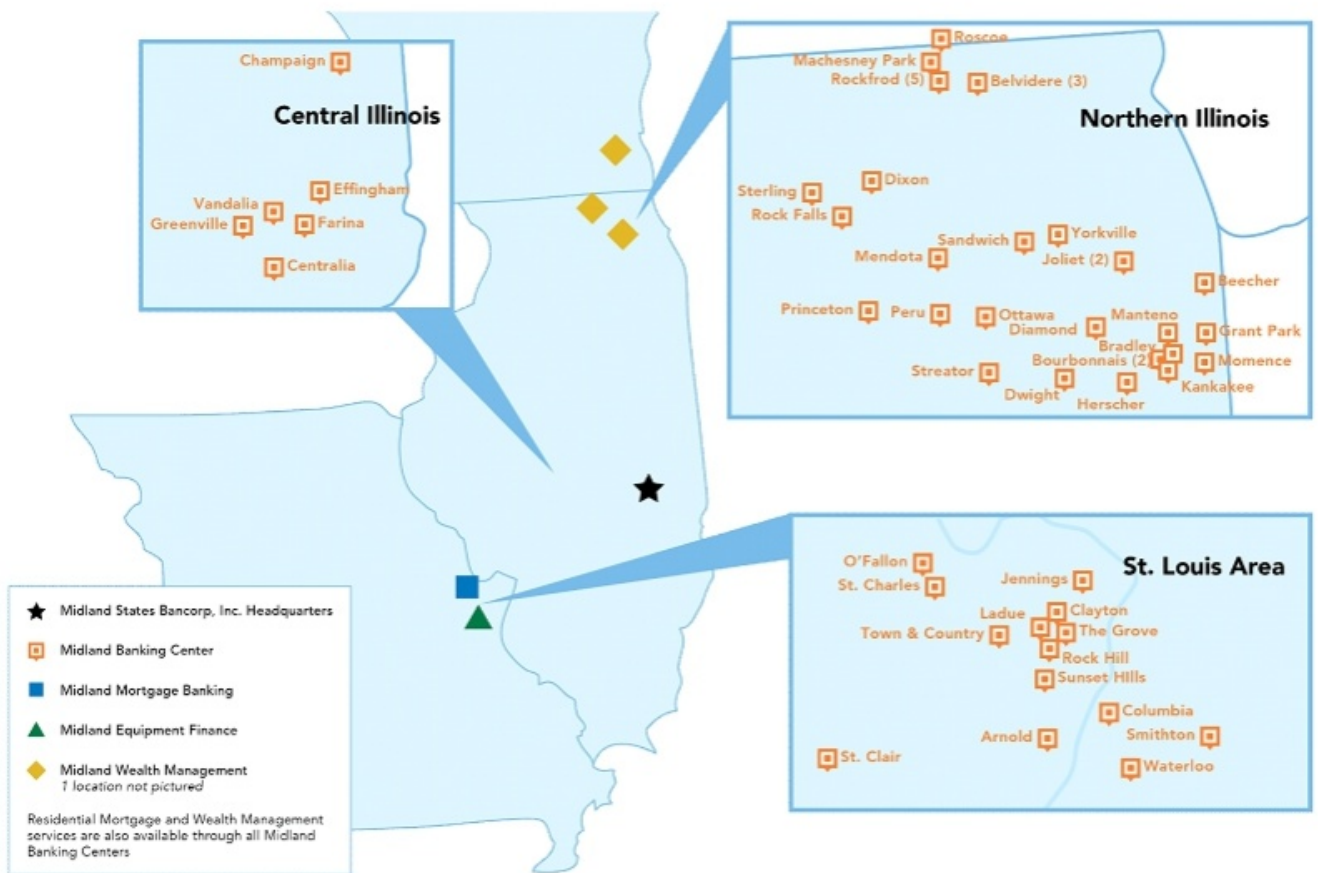 Champaign
Central Illinois
Effingham
Vandalia
Greenville
Farina
Centralia
Roscoe
Machesney Park
Rockfrod (5)
Belvidere (3)
Northern Illinois
Dixon
Sterling
Rock Falls
Yorkville
Sandwich
Mendota
Joliet (2)
Beecher
Princeton
Peru
Ottawa
Manteno
Diamond
Grant Park
Bradley
Bourbonnais (2)
Momence
Streator
Kankakee
Dwight
Herscher
St. Louis Area
O'Fallon
St. Charles
Jennings
Ladue
Clayton
Town & Country
The Grove
Rock Hill
Sunset HIlls
Columbia
Arnold
Smithton
St. Clair
Waterloo
Midland States Bancorp, Inc. Headquarters
Midland Banking Center
Midland Mortgage Banking
Midland Equipment Finance
Midland Wealth Management
1 location not pictured
Residential Mortgage and Wealth Management
services are also available through all Midland
Banking Centers